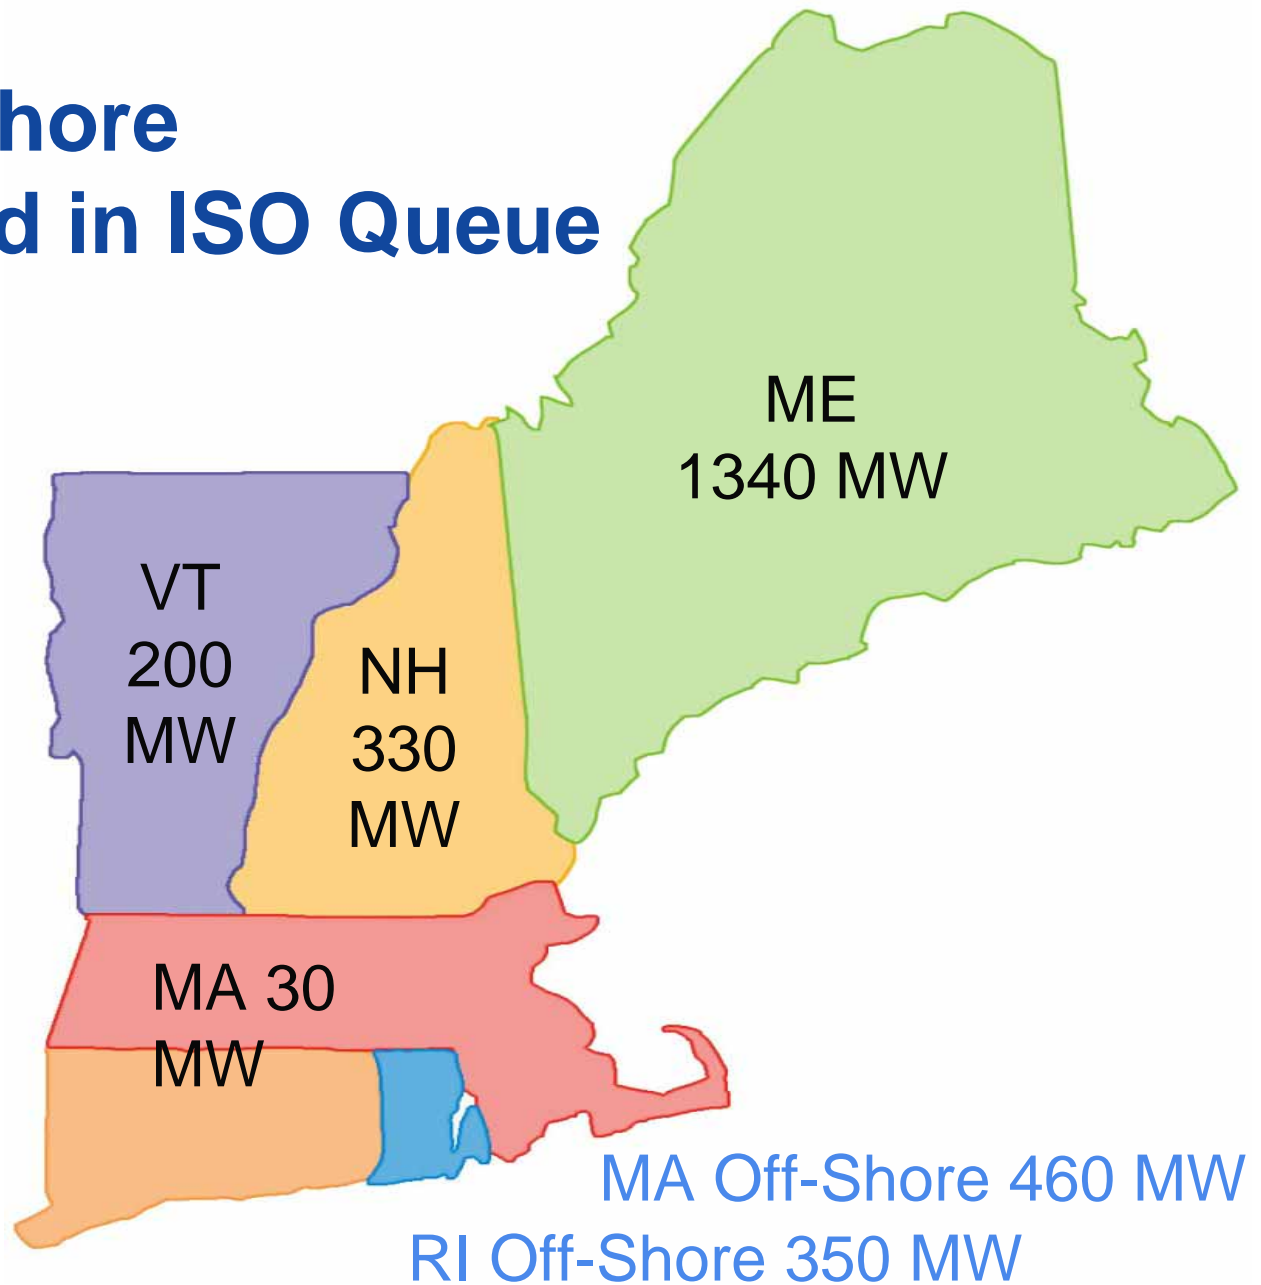 hore
d in ISO Queue
ME
1340 MW
VT
200
MW
NH
330
MW
MA 30
MW
MA Off-Shore 460 MW
RI Off-Shore 350 MW